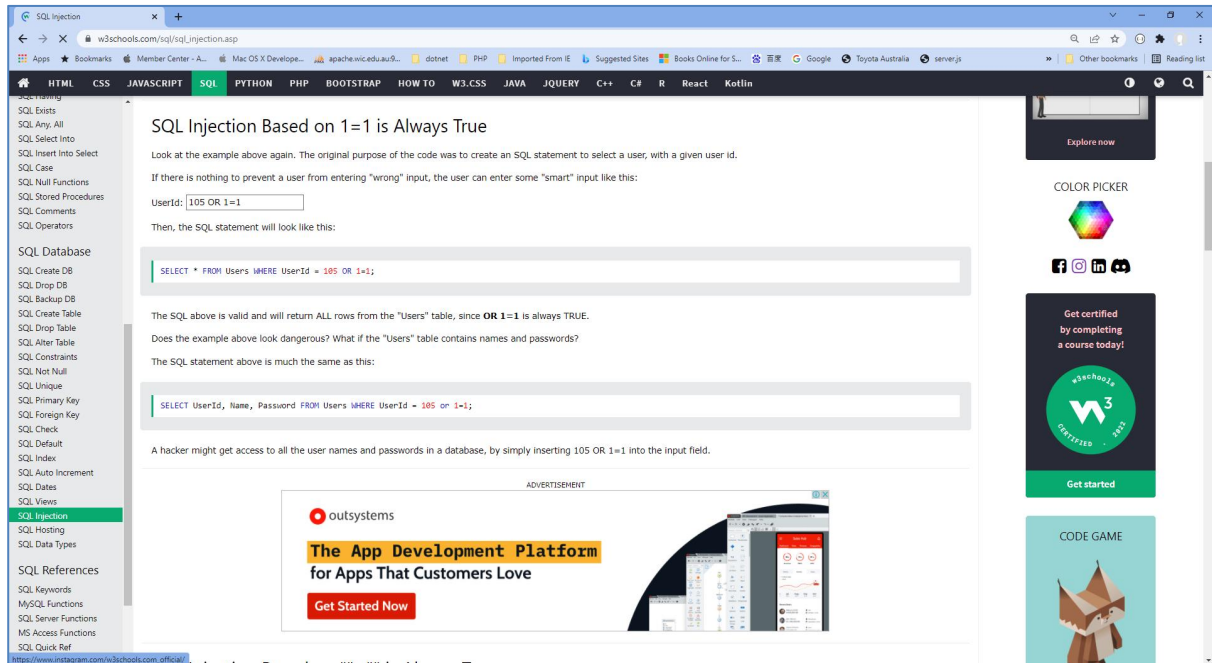 SQL Injection
w3schools.com/sql/sql_injection.asp
Apps Bookmarks Member Center - A... Mac OS X Develope... apache.wic.edu.au:9... dotnet PHP Imported From IE Suggested Sites Books Online for S... 百度 Google Toyota Australia server.js » Other bookmarks Reading list
HTML CSS JAVASCRIPT SQL PYTHON PHP BOOTSTRAP HOW TO W3.CSS JAVA JQUERY C++ C# R React Kotlin
SQL Having
SQL Exists
SQL Any, All
SQL Select Into
SQL Insert Into Select
SQL Case
SQL Null Functions
SQL Stored Procedures
SQL Comments
SQL Operators
SQL Database
SQL Create DB
SQL Drop DB
SQL Backup DB
SQL Create Table
SQL Drop Table
SQL Alter Table
SQL Constraints
SQL Not Null
SQL Unique
SQL Primary Key
SQL Foreign Key
SQL Check
SQL Default
SQL Index
SQL Auto Increment
SQL Dates
SQL Views
SQL Injection
SQL Hosting
SQL Data Types
SQL References
SQL Keywords
MySQL Functions
SQL Server Functions
MS Access Functions
SQL Quick Ref
https://www.instagram.com/w3schools.com_official/
SQL Injection Based on 1=1 is Always True
Look at the example above again. The original purpose of the code was to create an SQL statement to select a user, with a given user id.
If there is nothing to prevent a user from entering "wrong" input, the user can enter some "smart" input like this:
UserId: 105 OR 1=1
Then, the SQL statement will look like this:
SELECT * FROM Users WHERE UserId = 105 OR 1=1;
The SQL above is valid and will return ALL rows from the "Users" table, since OR 1=1 is always TRUE.
Does the example above look dangerous? What if the "Users" table contains names and passwords?
The SQL statement above is much the same as this:
SELECT UserId, Name, Password FROM Users WHERE UserId = 105 or 1=1;
A hacker might get access to all the user names and passwords in a database, by simply inserting 105 OR 1=1 into the input field.
ADVERTISEMENT
outsystems
The App Development Platform
for Apps That Customers Love
Get Started Now
Explore now
COLOR PICKER
Get certified
by completing
a course today!
w3schools
3
CERTIFIED . 2022
Get started
CODE GAME